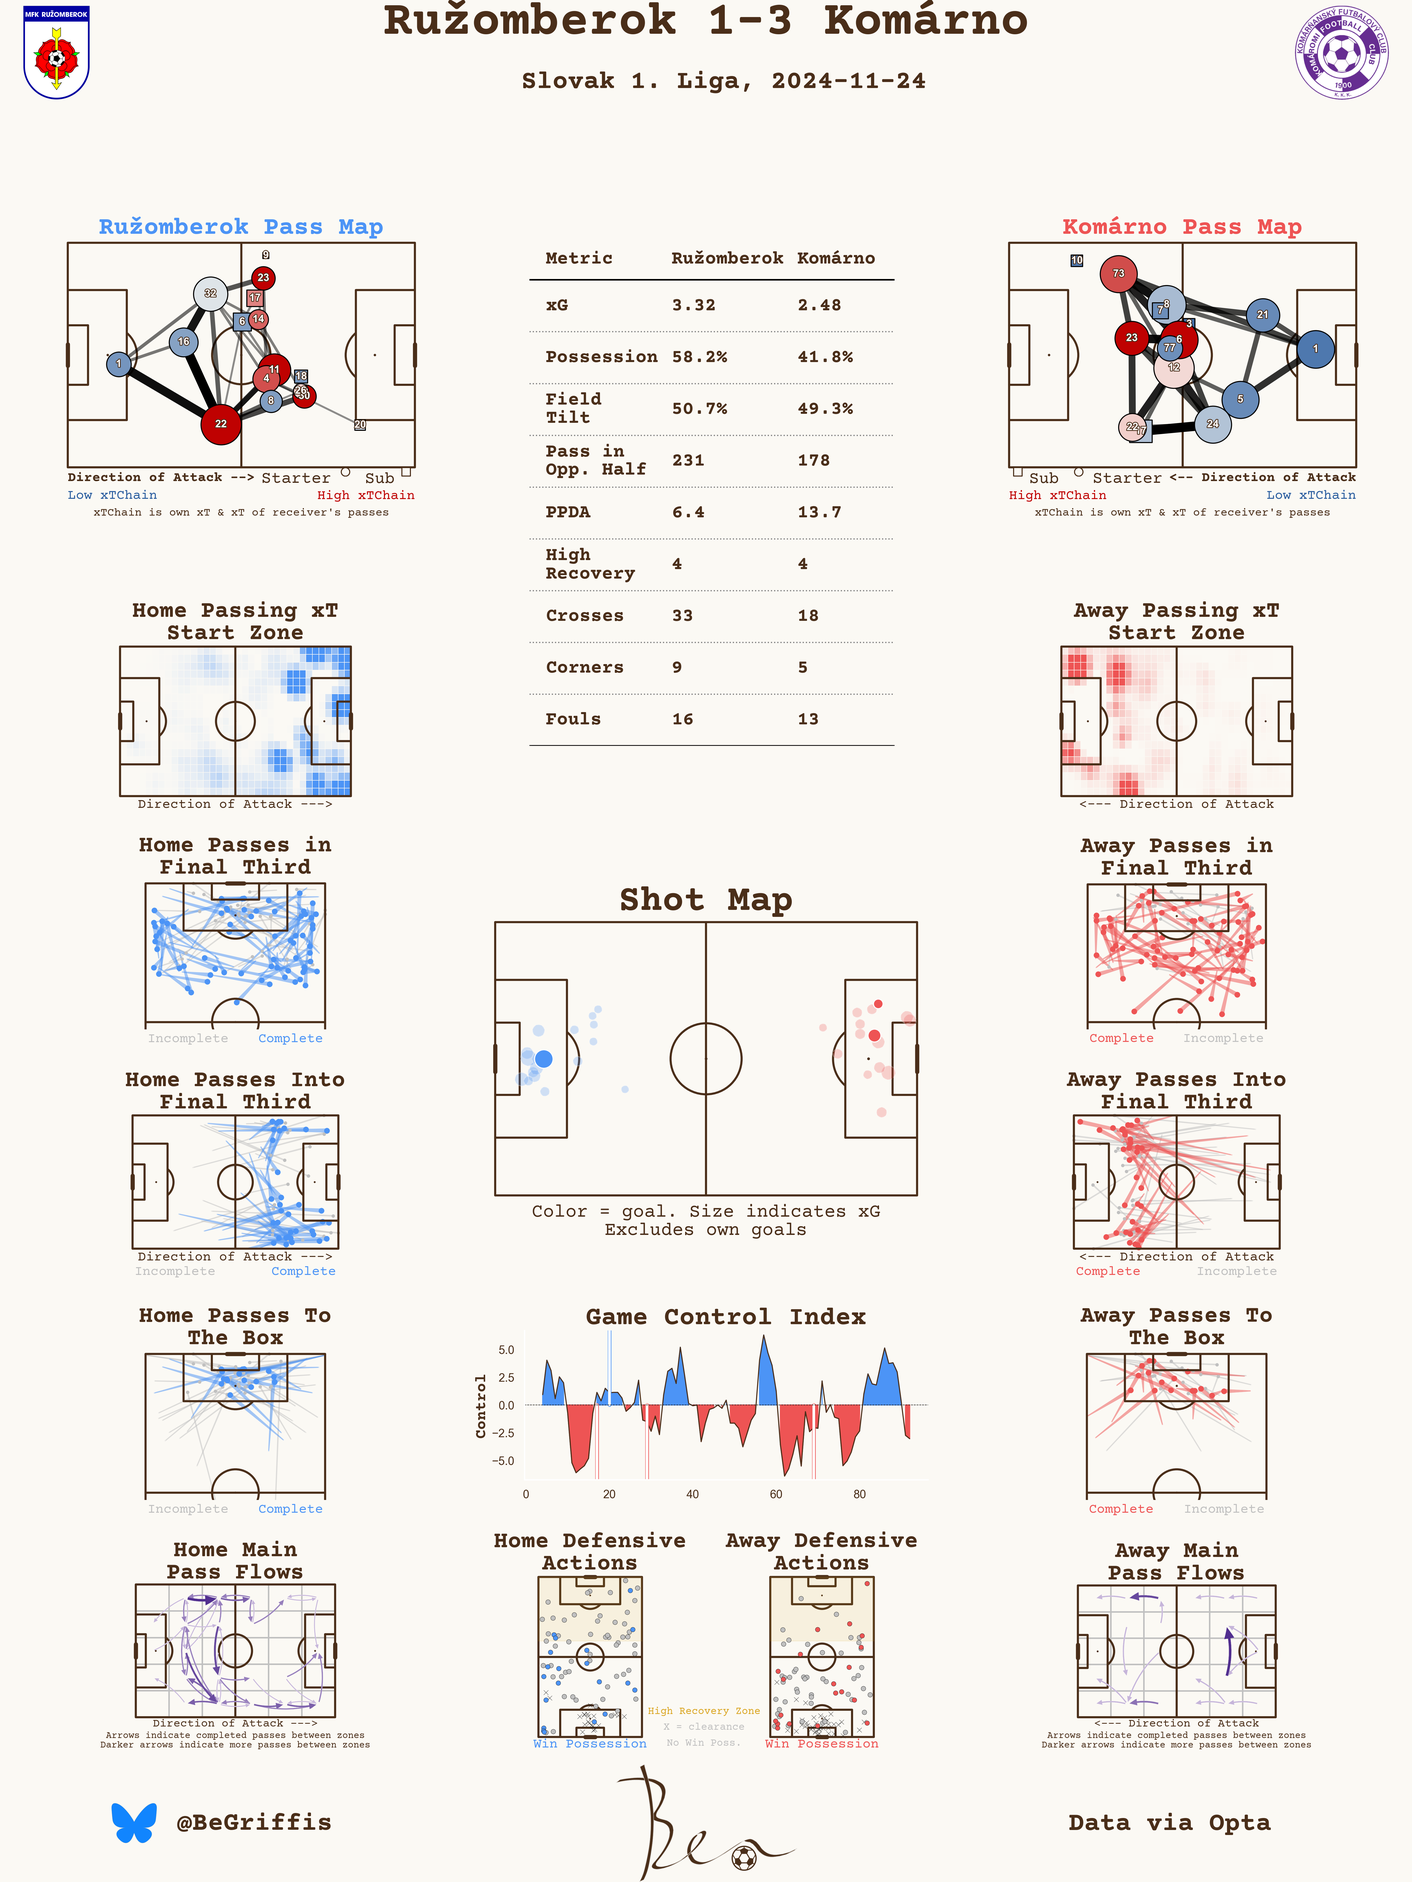 Ružomberok 1-3 Komárno
Slovak 1. Liga, 2024-11-24
MFK RUŽOMBEROK
KOMÁRŇANSKÝ FUTBALOVÝ CLUB
KOMÁROMI FOOTBALL CLUB
1900
Ružomberok Pass Map
9
23
32
17
6
14
16
1
11
4
18
26
30
8
22
20
Direction of Attack --> Starter Sub
Low xTChain High xTChain
xTChain is own xT & xT of receiver's passes
Metric Ružomberok Komárno
xG 3.32 2.48
Possession 58.2% 41.8%
Field
Tilt 50.7% 49.3%
Pass in
Opp. Half 231 178
PPDA 6.4 13.7
High
Recovery 4 4
Crosses 33 18
Corners 9 5
Fouls 16 13
Komárno Pass Map
10
73
8
7
3
21
23
6
77
1
12
5
22
17
24
Sub Starter <-- Direction of Attack
High xTChain Low xTChain
xTChain is own xT & xT of receiver's passes
Home Passing xT
Start Zone
Direction of Attack --->
Away Passing xT
Start Zone
<--- Direction of Attack
Home Passes in
Final Third
Incomplete Complete
Away Passes in
Final Third
Complete Incomplete
Shot Map
Color = goal. Size indicates xG
Excludes own goals
Home Passes Into
Final Third
Direction of Attack --->
Incomplete Complete
Away Passes Into
Final Third
<--- Direction of Attack
Complete Incomplete
Home Passes To
The Box
Incomplete Complete
Game Control Index
Control
5.0
2.5
0.0
−2.5
−5.0
0 20 40 60 80
Away Passes To
The Box
Complete Incomplete
Home Main
Pass Flows
Direction of Attack --->
Arrows indicate completed passes between zones
Darker arrows indicate more passes between zones
Home Defensive
Actions
Win Possession
High Recovery Zone
X = clearance
No Win Poss.
Away Defensive
Actions
Win Possession
Away Main
Pass Flows
<--- Direction of Attack
Arrows indicate completed passes between zones
Darker arrows indicate more passes between zones
@BeGriffis
Ben
Data via Opta